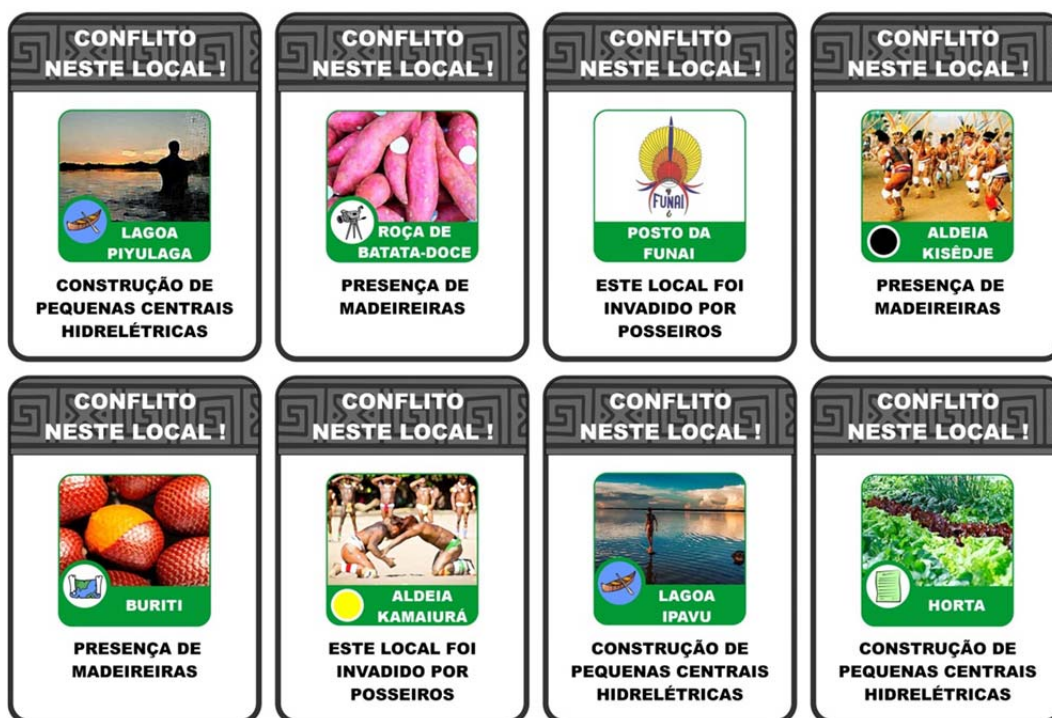 CONFLITO
NESTE LOCAL !
LAGOA
PIYULAGA
CONSTRUÇÃO DE
PEQUENAS CENTRAIS
HIDRELÉTRICAS
CONFLITO
NESTE LOCAL !
ROÇA DE
BATATA-DOCE
PRESENÇA DE
MADEIREIRAS
CONFLITO
NESTE LOCAL !
FUNAI
POSTO DA
FUNAI
ESTE LOCAL FOI
INVADIDO POR
POSSEIROS
CONFLITO
NESTE LOCAL !
ALDEIA
KISÊDJE
PRESENÇA DE
MADEIREIRAS
CONFLITO
NESTE LOCAL !
BURITI
PRESENÇA DE
MADEIREIRAS
CONFLITO
NESTE LOCAL !
ALDEIA
KAMAIURÁ
ESTE LOCAL FOI
INVADIDO POR
POSSEIROS
CONFLITO
NESTE LOCAL !
LAGOA
IPAVU
CONSTRUÇÃO DE
PEQUENAS CENTRAIS
HIDRELÉTRICAS
CONFLITO
NESTE LOCAL !
HORTA
CONSTRUÇÃO DE
PEQUENAS CENTRAIS
HIDRELÉTRICAS